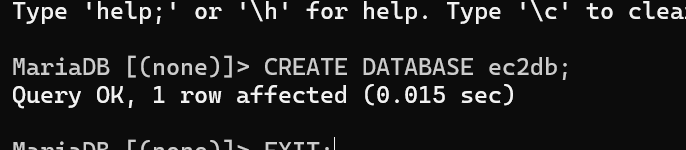 Type 'help;' or '\h' for help. Type '\c' to clea
MariaDB [(none)]> CREATE DATABASE ec2db;
Query OK, 1 row affected (0.015 sec)
MariaDB [(none)]> EXIT;